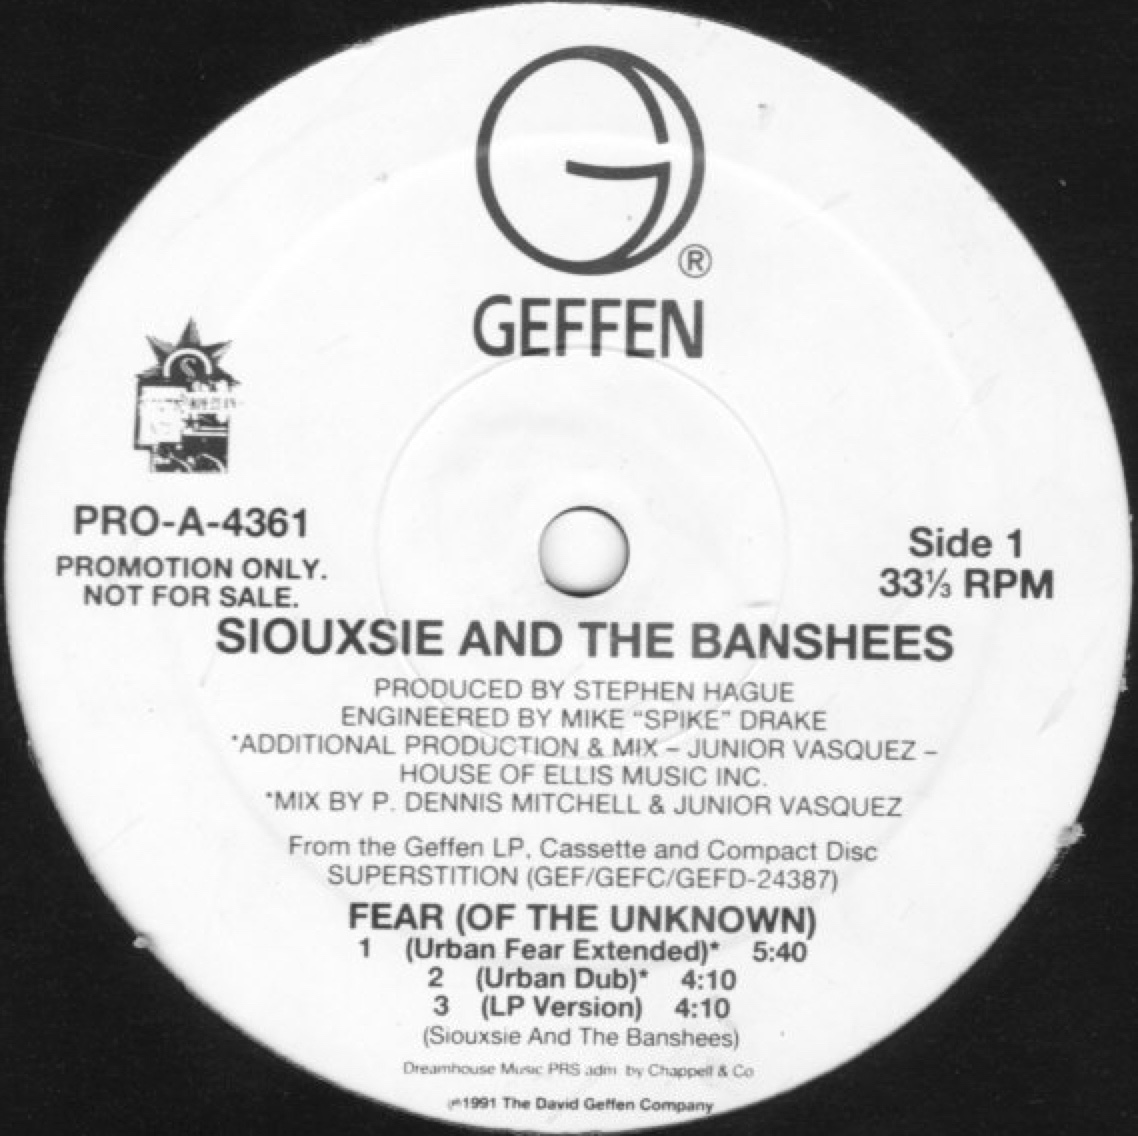 ®
GEFFEN
PRO-A-4361
PROMOTION ONLY.
NOT FOR SALE.
Side 1
33⅓ RPM
SIOUXSIE AND THE BANSHEES
PRODUCED BY STEPHEN HAGUE
ENGINEERED BY MIKE “SPIKE” DRAKE
*ADDITIONAL PRODUCTION & MIX – JUNIOR VASQUEZ –
HOUSE OF ELLIS MUSIC INC.
*MIX BY P. DENNIS MITCHELL & JUNIOR VASQUEZ
From the Geffen LP, Cassette and Compact Disc
SUPERSTITION (GEF/GEFC/GEFD-24387)
FEAR (OF THE UNKNOWN)
1 (Urban Fear Extended)* 5:40
2 (Urban Dub)* 4:10
3 (LP Version) 4:10
(Siouxsie And The Banshees)
Dreamhouse Music PRS adm. by Chappell & Co
℗1991 The David Geffen Company